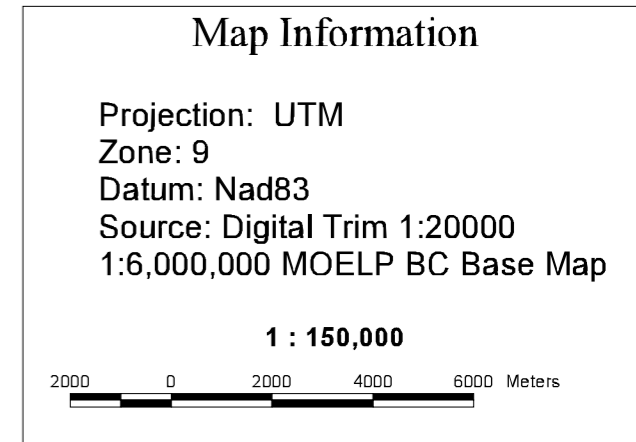 Map Information
Projection: UTM
Zone: 9
Datum: Nad83
Source: Digital Trim 1:20000
1:6,000,000 MOELP BC Base Map
1 : 150,000
2000 0 2000 4000 6000 Meters